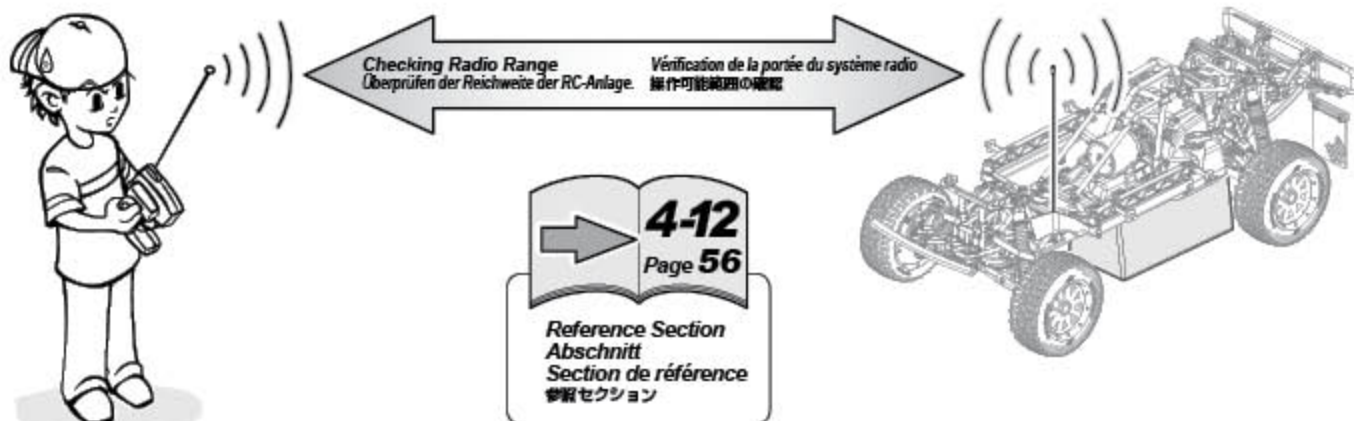 Checking Radio Range
Überprüfen der Reichweite der RC-Anlage.
Vérification de la portée du système radio
操作可能範囲の確認
4-12
Page 56
Reference Section
Abschnitt
Section de référence
参照セクション